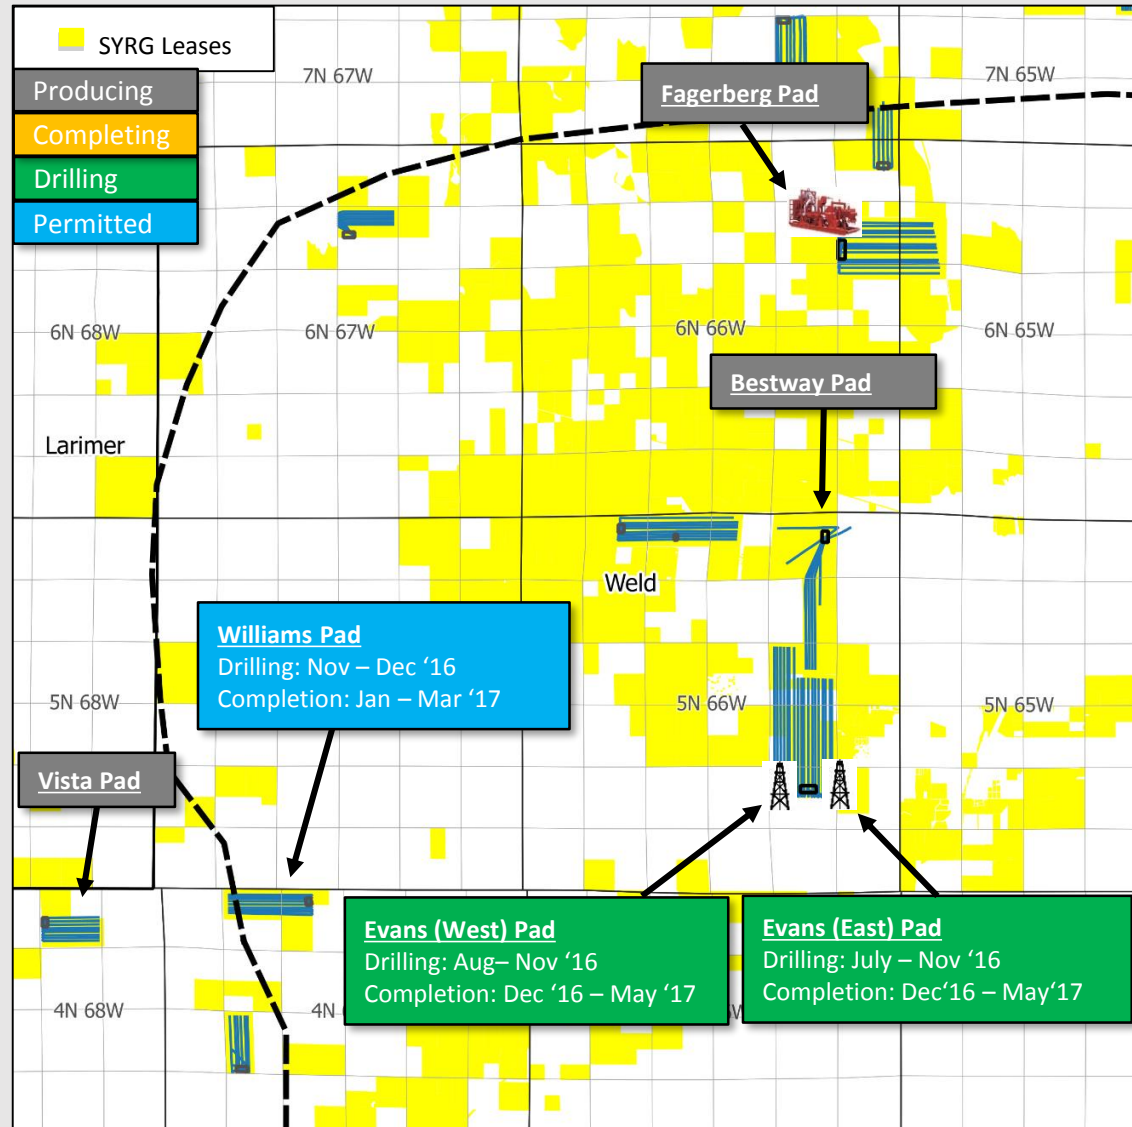 SYRG Leases
Producing
Completing
Drilling
Permitted
7N 67W
Fagerberg Pad
7N 65W
6N 68W
6N 67W
6N 66W
6N 65W
Bestway Pad
Larimer
Weld
Williams Pad
Drilling: Nov – Dec ‘16
Completion: Jan – Mar ‘17
5N 68W
5N 66W
5N 65W
Vista Pad
Evans (West) Pad
Drilling: Aug– Nov ‘16
Completion: Dec ‘16 – May ‘17
Evans (East) Pad
Drilling: July – Nov ‘16
Completion: Dec‘16 – May‘17
4N 68W
4N